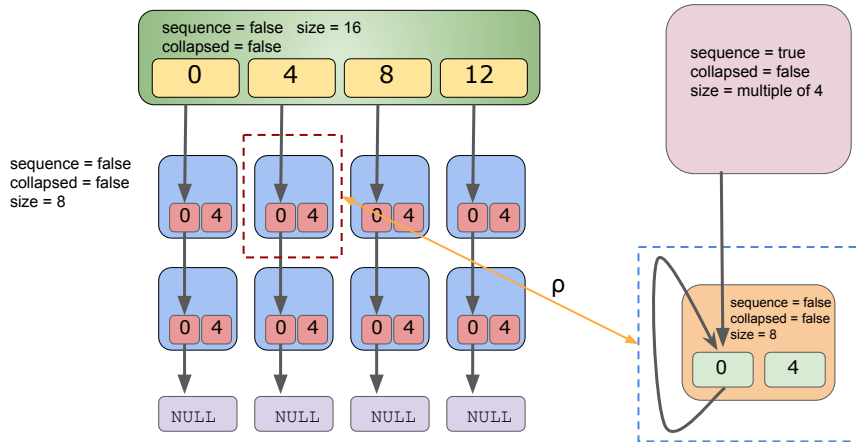 sequence = false size = 16
collapsed = false
0 4 8 12
sequence = false
collapsed = false
size = 8
0 4 0 4 0 4 0 4
0 4 0 4 0 4 0 4
NULL NULL NULL NULL
ρ
sequence = true
collapsed = false
size = multiple of 4
sequence = false
collapsed = false
size = 8
0 4